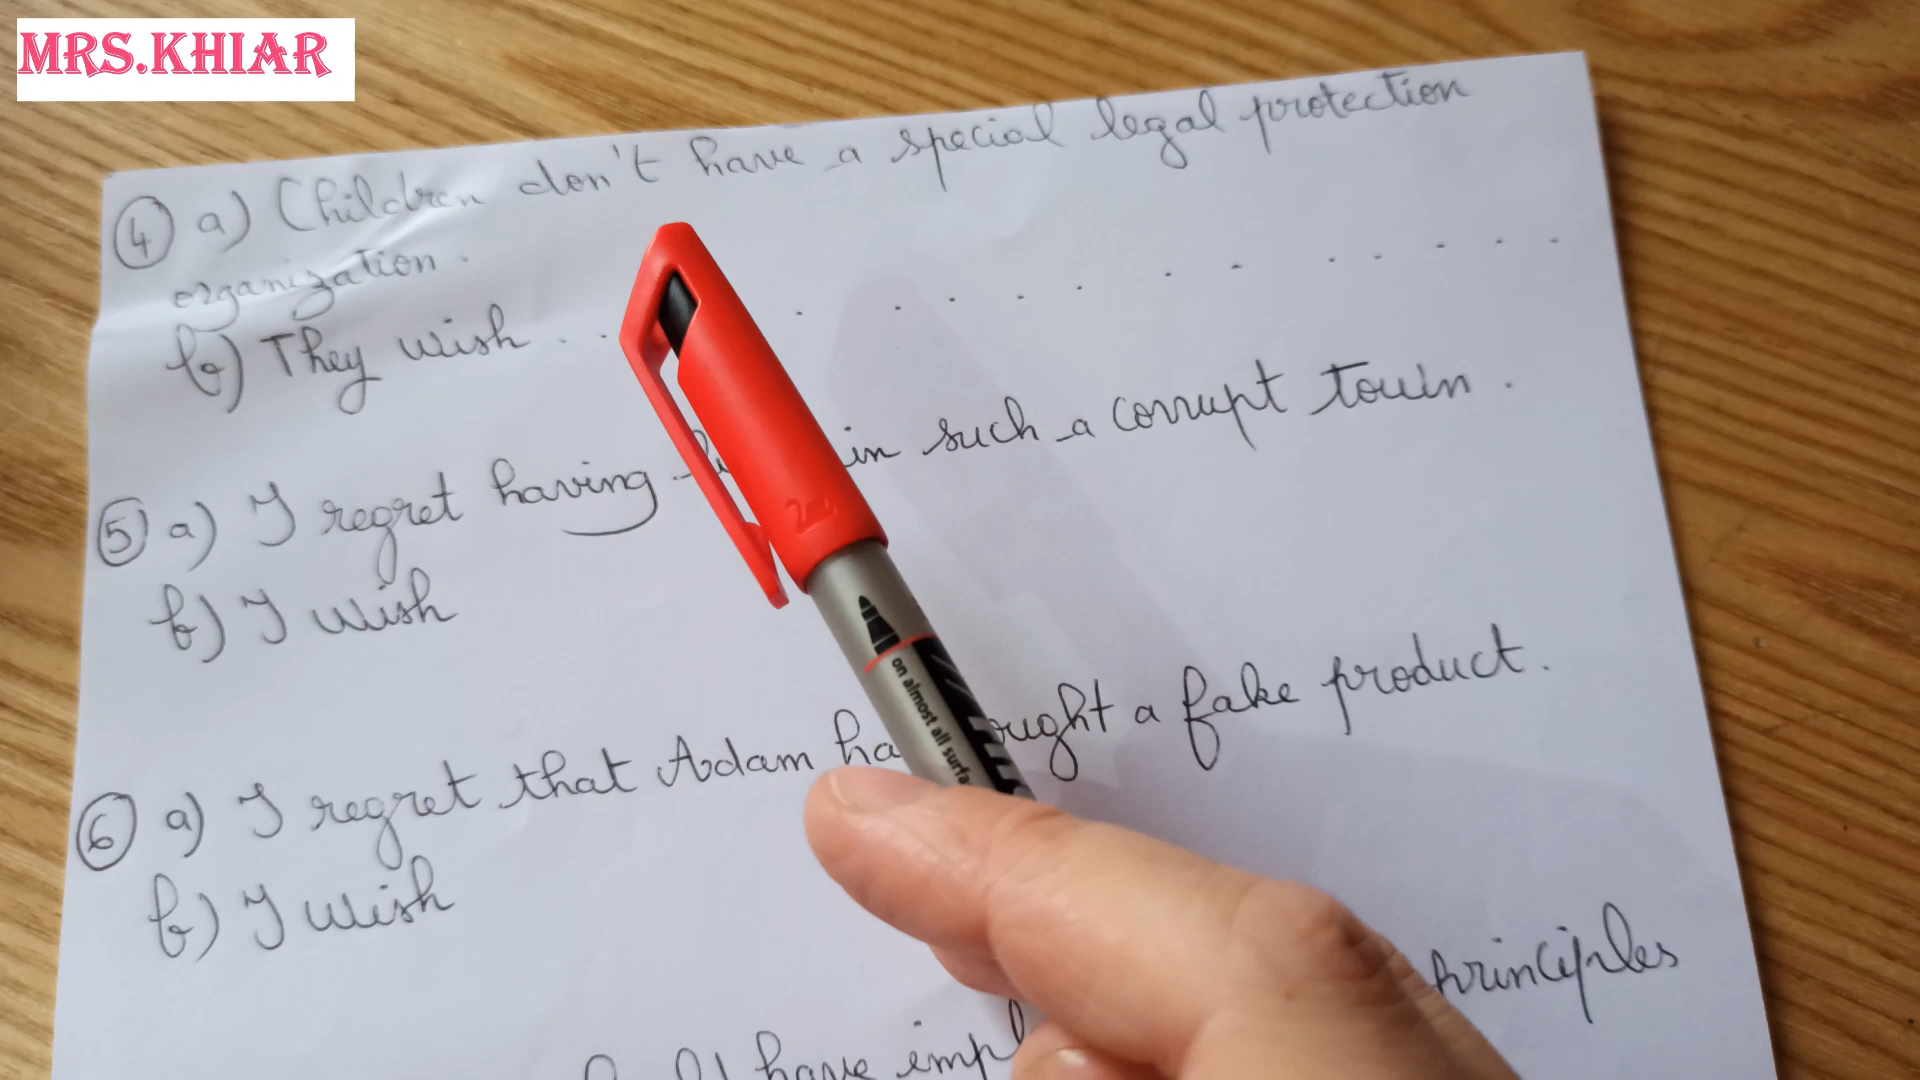 MRS.KHIAR
④ a) Children don't have a special legal protection
organization.
b) They wish . . . . . . . . . . . . .
⑤ a) I regret having in such a corrupt town.
b) I wish
⑥ a) I regret that Adam a fake product.
b) I wish
principles
have
on almost all